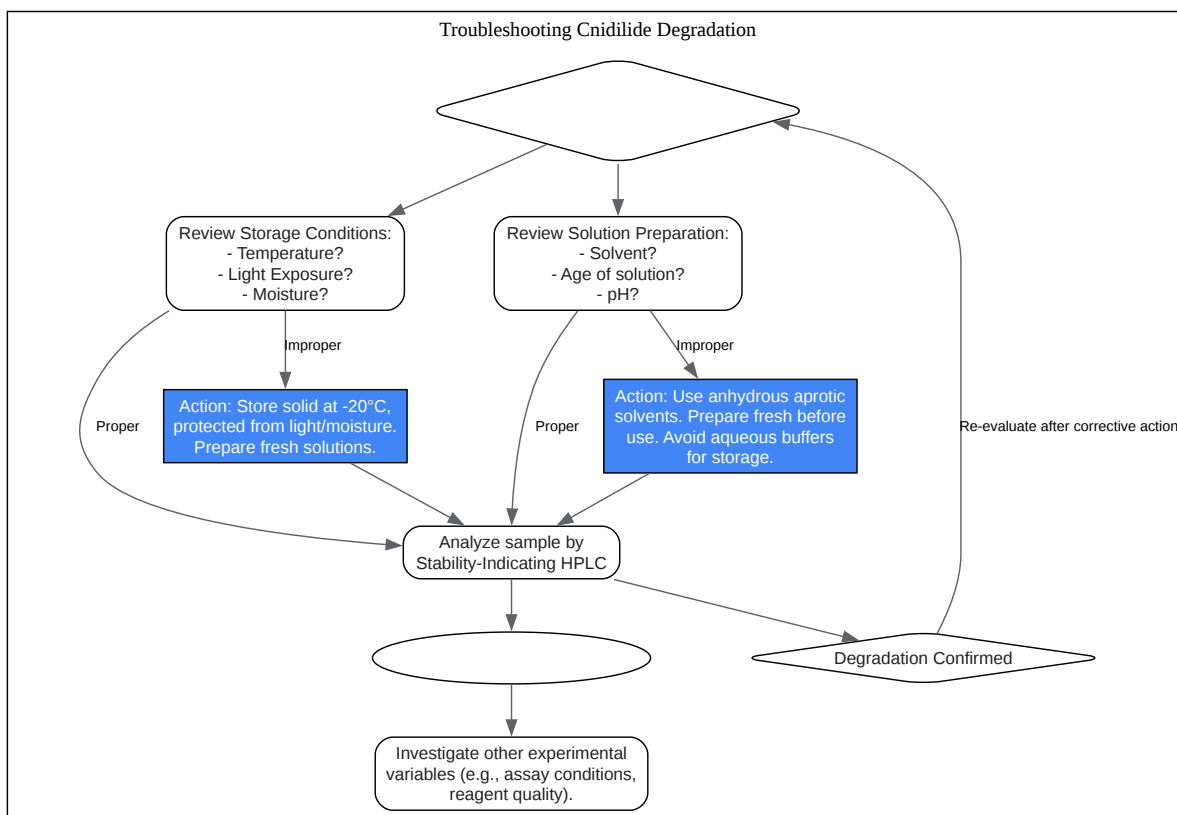 Troubleshooting Cnidilide Degradation
Review Storage Conditions:
- Temperature?
- Light Exposure?
- Moisture?
Review Solution Preparation:
- Solvent?
- Age of solution?
- pH?
Improper
Improper
Action: Store solid at -20°C,
protected from light/moisture.
Prepare fresh solutions.
Action: Use anhydrous aprotic
solvents. Prepare fresh before
use. Avoid aqueous buffers
for storage.
Proper
Proper
Re-evaluate after corrective action
Analyze sample by
Stability-Indicating HPLC
Degradation Confirmed
Investigate other experimental
variables (e.g., assay conditions,
reagent quality).